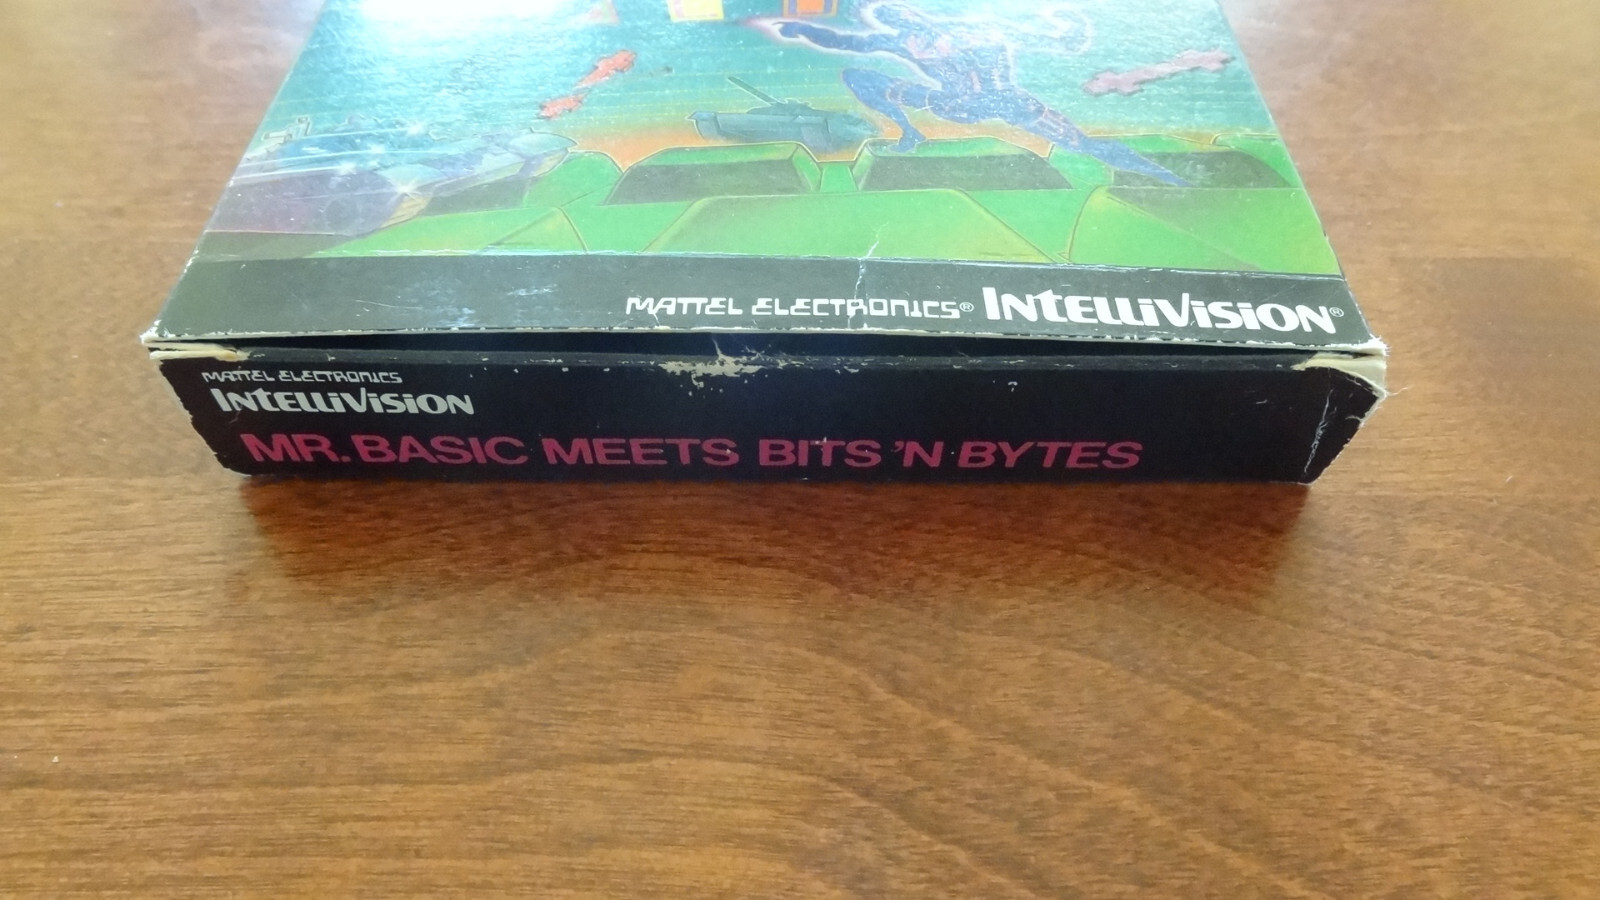 MATTEL ELECTRONICS® INTELLIVISION®
MATTEL ELECTRONICS
INTELLIVISION
MR. BASIC MEETS BITS 'N BYTES